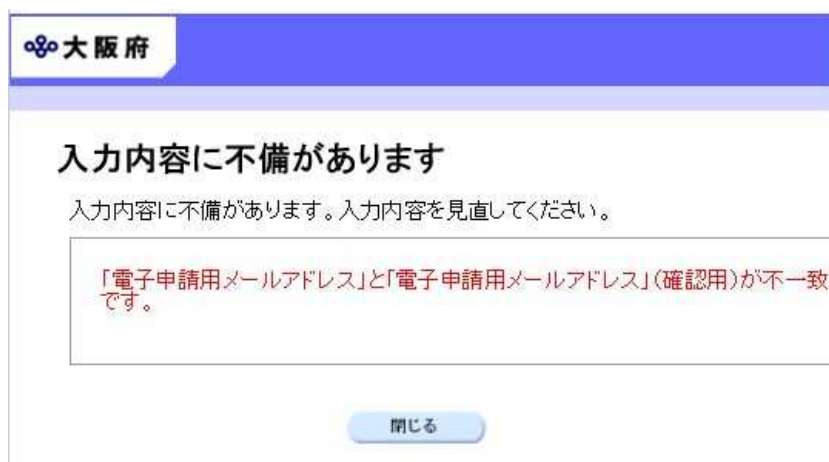 大阪府
入力内容に不備があります
入力内容に不備があります。入力内容を見直してください。
「電子申請用メールアドレス」と「電子申請用メールアドレス」(確認用)が不一致
です。
閉じる